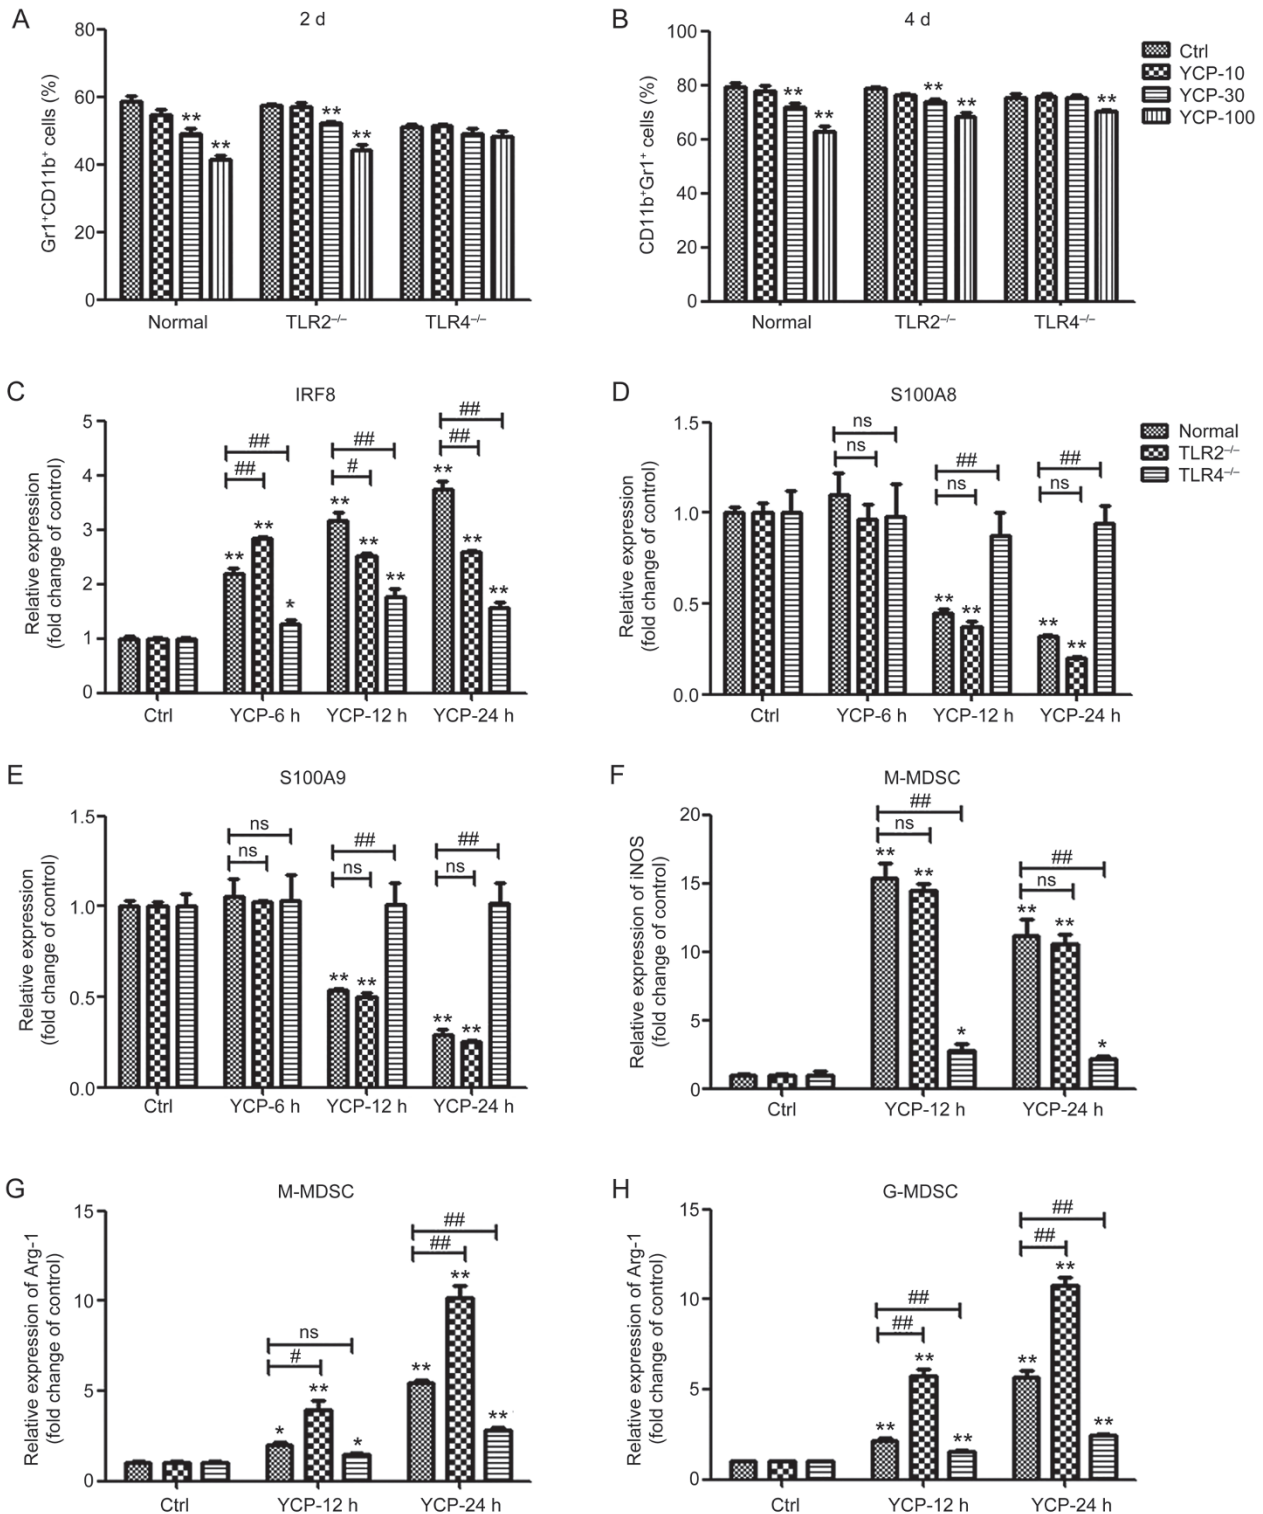 A
2 d
Gr1⁺CD11b⁺ cells (%)
80
60
40
20
0
** ** ** **
Normal TLR2⁻/⁻ TLR4⁻/⁻
B
4 d
CD11b⁺Gr1⁺ cells (%)
100
80
60
40
20
0
** ** ** ** **
Normal TLR2⁻/⁻ TLR4⁻/⁻
Ctrl
YCP-10
YCP-30
YCP-100
C
IRF8
Relative expression
(fold change of control)
5
4
3
2
1
0
## ## ## # ## ##
** ** * ** ** ** ** ** **
Ctrl YCP-6 h YCP-12 h YCP-24 h
D
S100A8
Relative expression
(fold change of control)
1.5
1.0
0.5
0.0
ns ns ## ns ## ns
** ** ** **
Ctrl YCP-6 h YCP-12 h YCP-24 h
Normal
TLR2⁻/⁻
TLR4⁻/⁻
E
S100A9
Relative expression
(fold change of control)
1.5
1.0
0.5
0.0
ns ns ## ns ## ns
** ** ** **
Ctrl YCP-6 h YCP-12 h YCP-24 h
F
M-MDSC
Relative expression of iNOS
(fold change of control)
20
15
10
5
0
## ns ## ns
** ** * ** ** *
Ctrl YCP-12 h YCP-24 h
G
M-MDSC
Relative expression of Arg-1
(fold change of control)
15
10
5
0
ns # ## ##
* ** * ** ** **
Ctrl YCP-12 h YCP-24 h
H
G-MDSC
Relative expression of Arg-1
(fold change of control)
15
10
5
0
## ## ## ##
** ** ** ** ** **
Ctrl YCP-12 h YCP-24 h